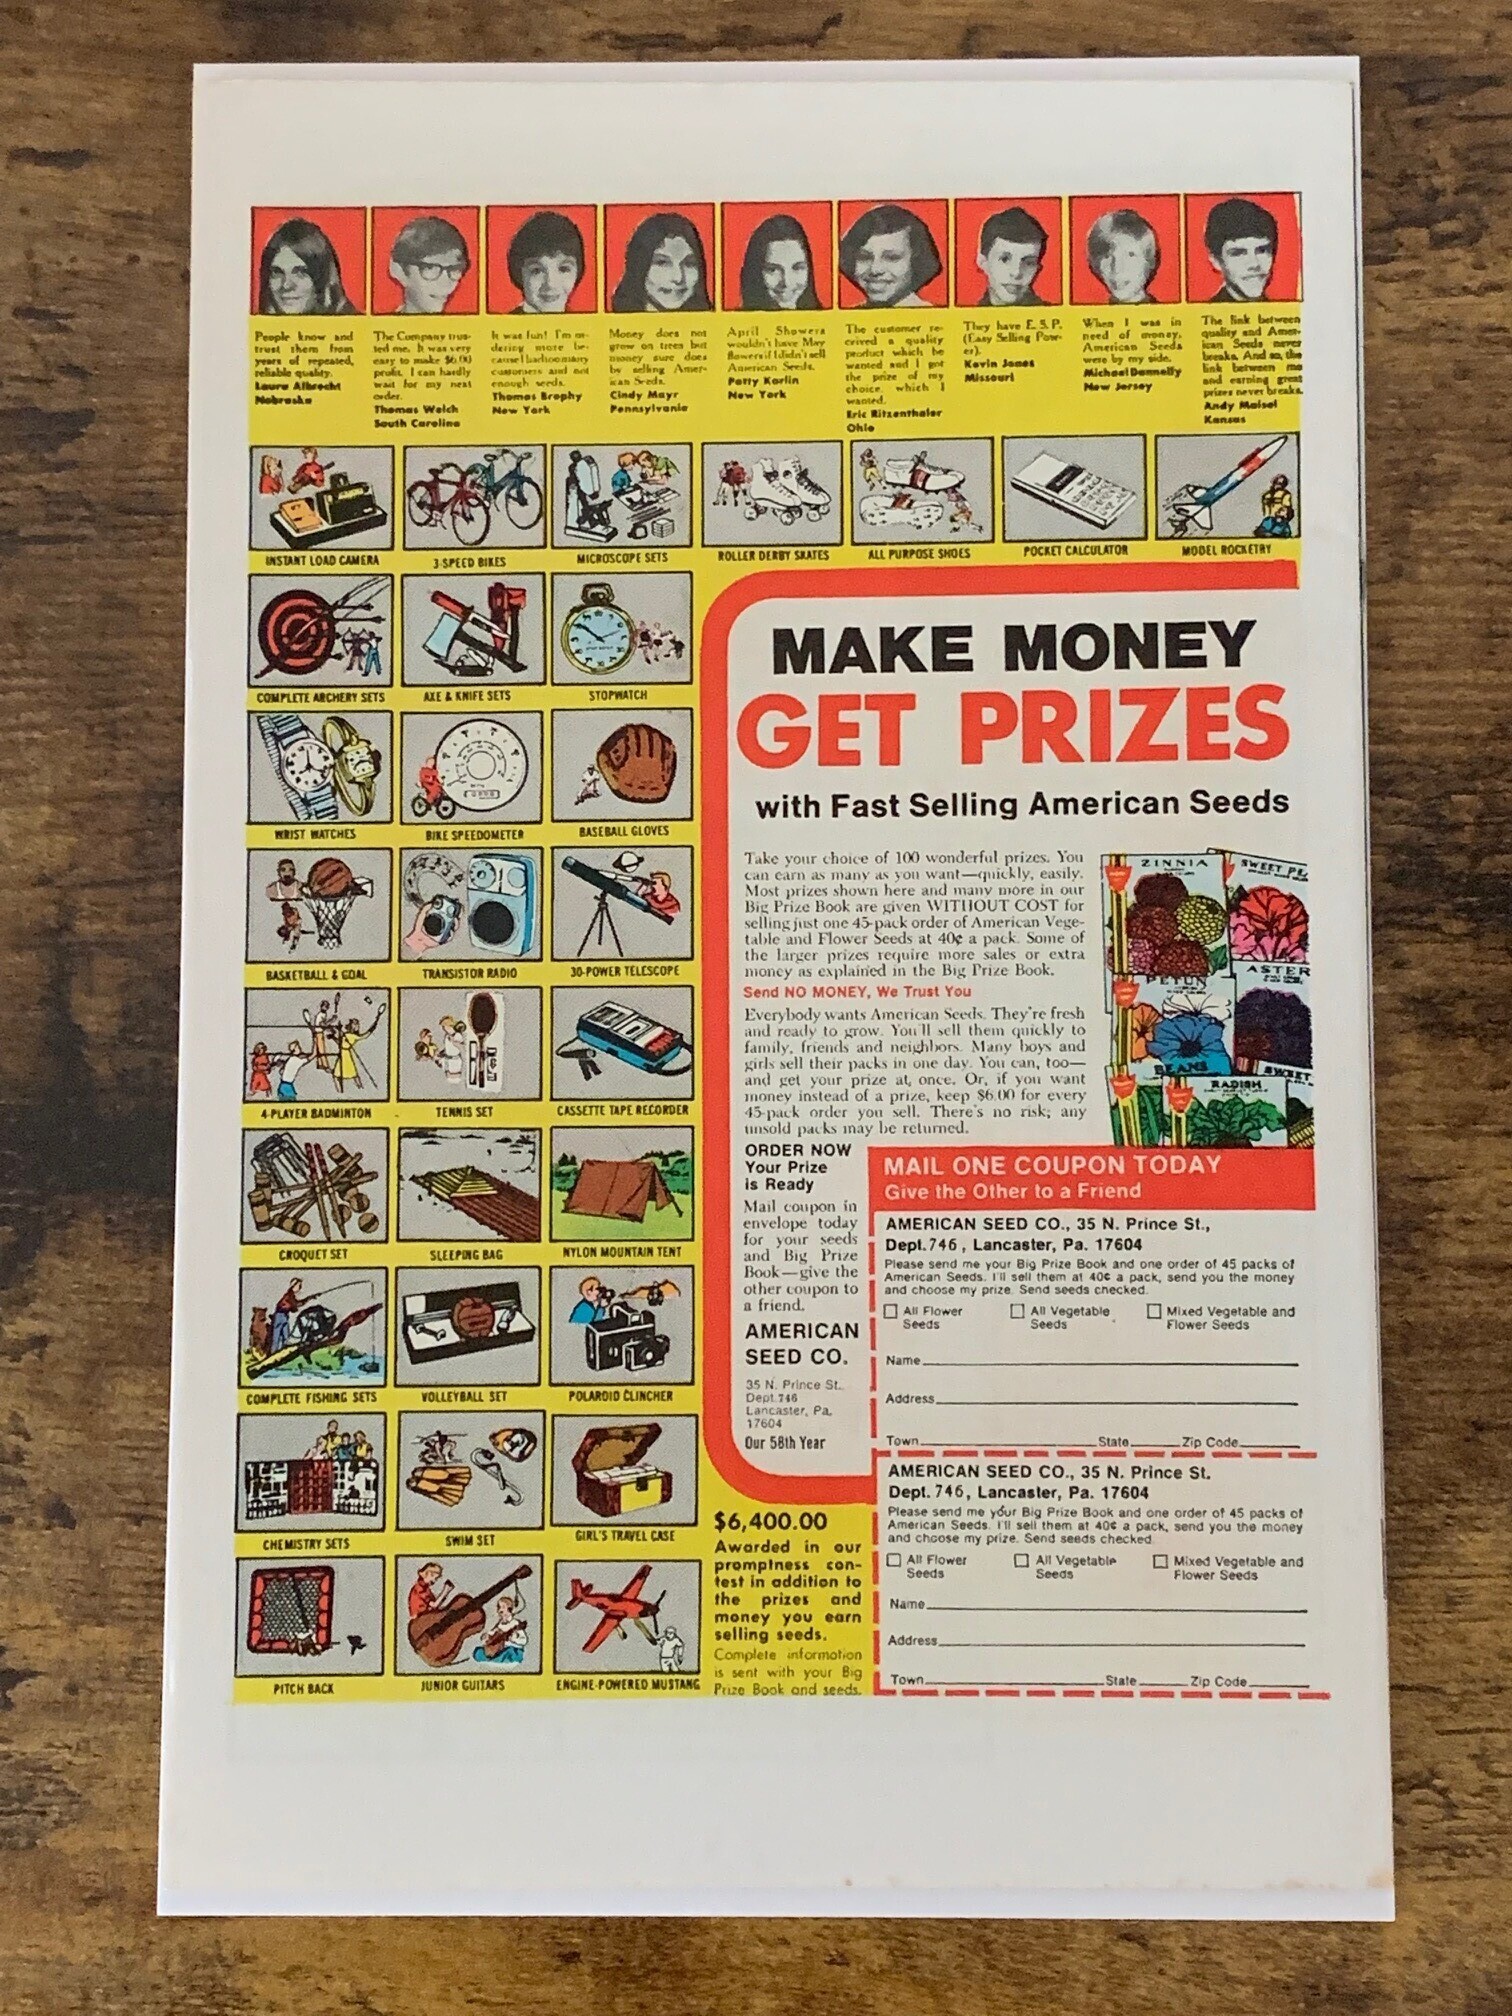 People know and
trust them from
years of repeated,
reliable quality.
Laura Albrecht
Nebraska
The Company trus-
ted me. It was very
easy to make $6.00
profit. I can hardly
wait for my next
order.
Thomas Welch
South Carolina
It was fun! I'm or-
dering more be-
cause I had so many
customers and not
enough seeds.
Thomas Brophy
New York
Money does not
grow on trees but
money sure does
by selling Amer-
ican Seeds.
Cindy Mayr
Pennsylvania
April Showers
wouldn't have May
flowers if I didn't sell
American Seeds.
Patty Karlin
New York
The customer re-
ceived a quality
product which he
wanted and I got
the prize of my
choice, which I
wanted.
Eric Ritzenthaler
Ohio
They have E. S. P.
(Easy Selling Pow-
er).
Kevin Jones
Missouri
When I was in
need of money,
American Seeds
were by my side.
Michael Donnelly
New Jersey
The link between
quality and Amer-
ican Seeds never
breaks. And so, the
link between me
and earning great
prizes never breaks.
Andy Maisel
Kansas
INSTANT LOAD CAMERA
3-SPEED BIKES
MICROSCOPE SETS
ROLLER DERBY SKATES
ALL PURPOSE SHOES
POCKET CALCULATOR
MODEL ROCKETRY
COMPLETE ARCHERY SETS
AXE & KNIFE SETS
STOPWATCH
WRIST WATCHES
BIKE SPEEDOMETER
BASEBALL GLOVES
BASKETBALL & GOAL
TRANSISTOR RADIO
30-POWER TELESCOPE
4-PLAYER BADMINTON
TENNIS SET
CASSETTE TAPE RECORDER
CROQUET SET
SLEEPING BAG
NYLON MOUNTAIN TENT
COMPLETE FISHING SETS
VOLLEYBALL SET
POLAROID CLINCHER
CHEMISTRY SETS
SWIM SET
GIRL'S TRAVEL CASE
PITCH BACK
JUNIOR GUITARS
ENGINE-POWERED MUSTANG
MAKE MONEY
GET PRIZES
with Fast Selling American Seeds
Take your choice of 100 wonderful prizes. You
can earn as many as you want—quickly, easily.
Most prizes shown here and many more in our
Big Prize Book are given WITHOUT COST for
selling just one 45-pack order of American Vege-
table and Flower Seeds at 40¢ a pack. Some of
the larger prizes require more sales or extra
money as explained in the Big Prize Book.
Send NO MONEY, We Trust You
Everybody wants American Seeds. They're fresh
and ready to grow. You'll sell them quickly to
family, friends and neighbors. Many boys and
girls sell their packs in one day. You can, too—
and get your prize at once. Or, if you want
money instead of a prize, keep $6.00 for every
45-pack order you sell. There's no risk; any
unsold packs may be returned.
ZINNIA
SWEET PE
ASTER
PETUN
BEANS
RADISH
SWEET
ORDER NOW
Your Prize
is Ready
Mail coupon in
envelope today
for your seeds
and Big Prize
Book—give the
other coupon to
a friend.
AMERICAN
SEED CO.
35 N. Prince St.
Dept 746
Lancaster, Pa.
17604
Our 58th Year
MAIL ONE COUPON TODAY
Give the Other to a Friend
AMERICAN SEED CO., 35 N. Prince St.,
Dept. 746, Lancaster, Pa. 17604
Please send me your Big Prize Book and one order of 45 packs of
American Seeds. I'll sell them at 40¢ a pack, send you the money
and choose my prize. Send seeds checked.
All Flower
Seeds
All Vegetable
Seeds
Mixed Vegetable and
Flower Seeds
Name
Address
Town State Zip Code
AMERICAN SEED CO., 35 N. Prince St.
Dept. 746, Lancaster, Pa. 17604
Please send me your Big Prize Book and one order of 45 packs of
American Seeds. I'll sell them at 40¢ a pack, send you the money
and choose my prize. Send seeds checked
All Flower
Seeds
All Vegetable
Seeds
Mixed Vegetable and
Flower Seeds
Name
Address
Town State Zip Code
$6,400.00
Awarded in our
promptness con-
test in addition to
the prizes and
money you earn
selling seeds.
Complete information
is sent with your Big
Prize Book and seeds.